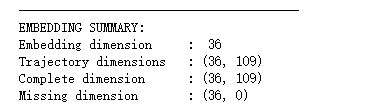 EMBEDDING SUMMARY:
Embedding dimension     :  36
Trajectory dimensions   : (36, 109)
Complete dimension      : (36, 109)
Missing dimension       : (36, 0)